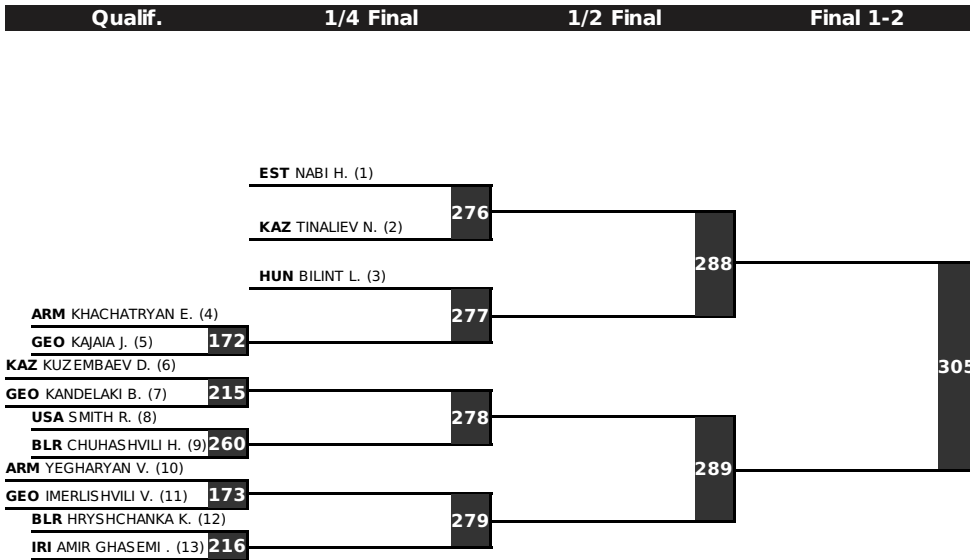 Qualif. 1/4 Final 1/2 Final Final 1-2
EST NABI H. (1)
276
KAZ TINALIEV N. (2)
288
HUN BILINT L. (3)
277
ARM KHACHATRYAN E. (4)
GEO KAJAIA J. (5) 172
KAZ KUZEMBAEV D. (6)
305
GEO KANDELAKI B. (7) 215
USA SMITH R. (8)
278
BLR CHUHASHVILI H. (9) 260
ARM YEGHARYAN V. (10)
289
GEO IMERLISHVILI V. (11) 173
BLR HRYSHCHANKA K. (12)
279
IRI AMIR GHASEMI . (13) 216